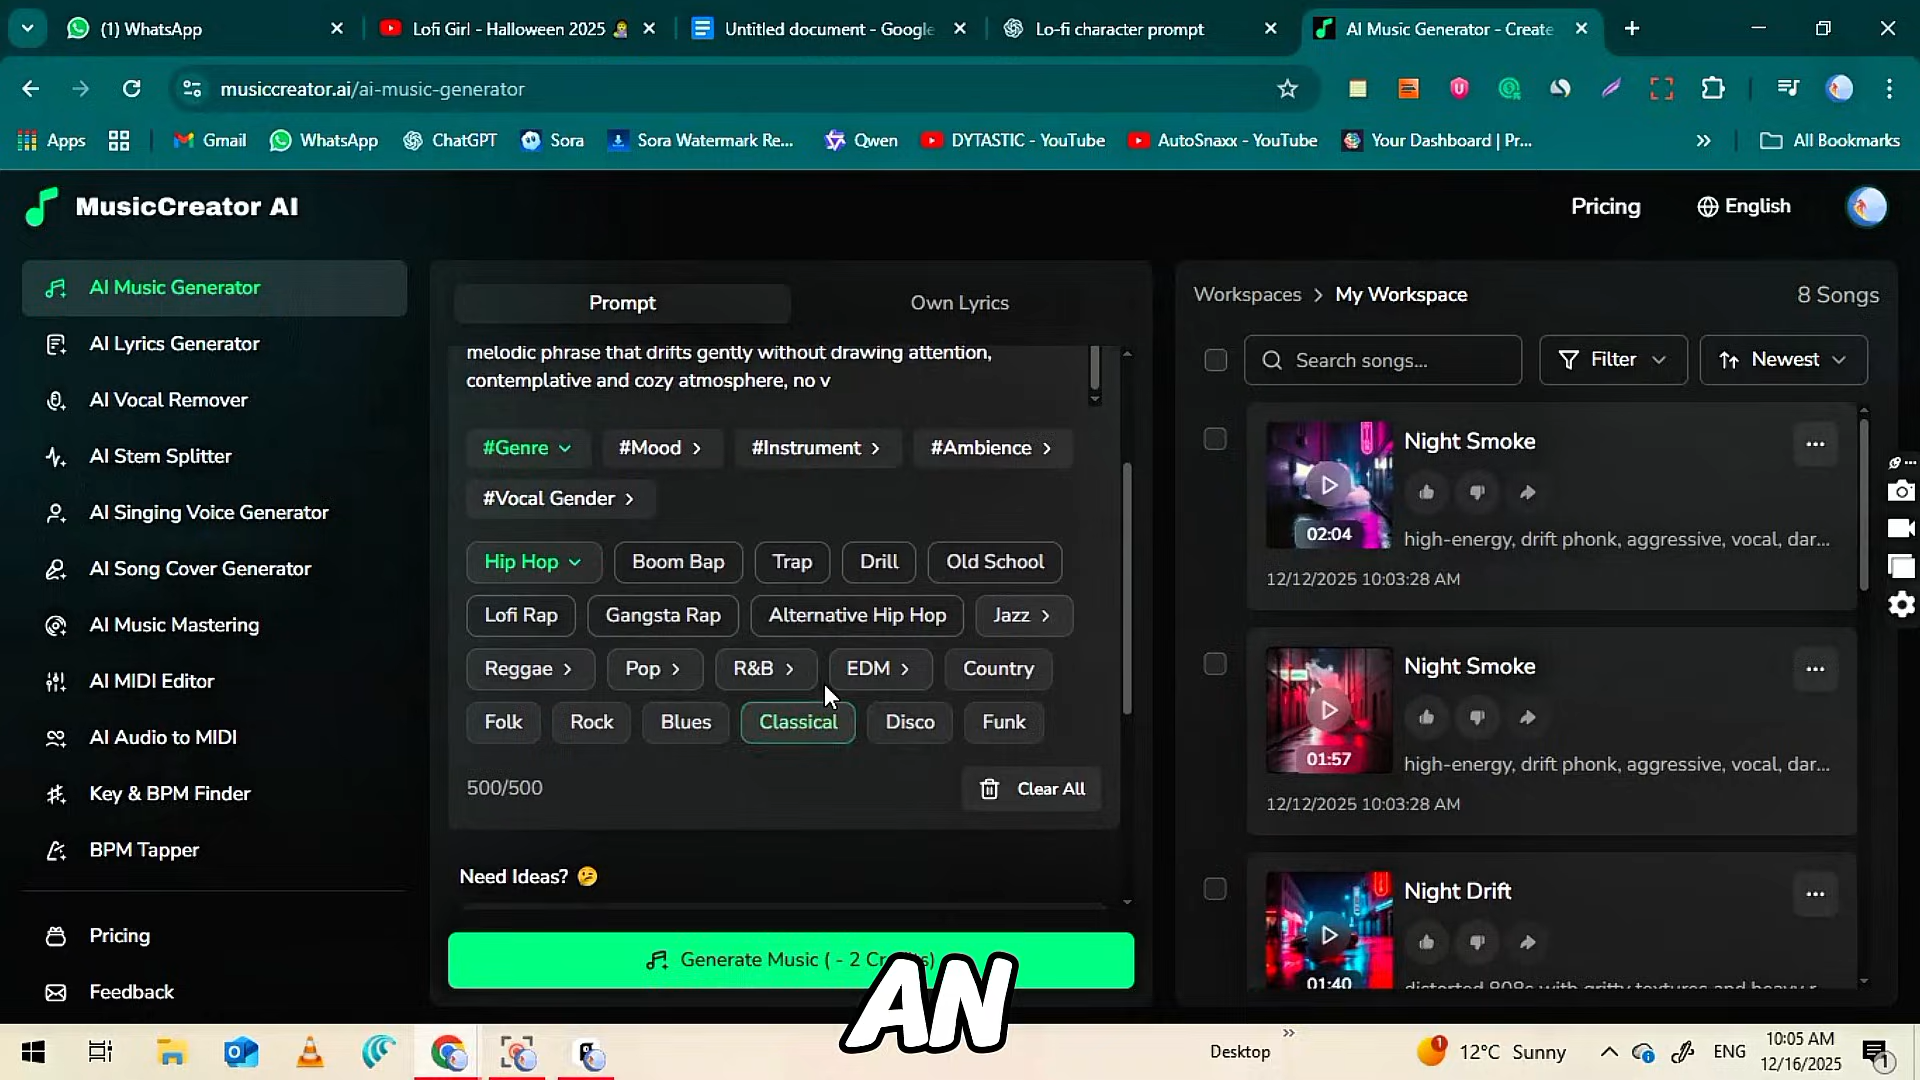 (1) WhatsApp
Lofi Girl - Halloween 2025
Untitled document - Google
Lo-fi character prompt
AI Music Generator - Create
musiccreator.ai/ai-music-generator
Apps
Gmail
WhatsApp
ChatGPT
Sora
Sora Watermark Re...
Qwen
DYTASTIC - YouTube
AutoSnaxx - YouTube
Your Dashboard | Pr...
All Bookmarks
MusicCreator AI
Pricing
English
AI Music Generator
AI Lyrics Generator
AI Vocal Remover
AI Stem Splitter
AI Singing Voice Generator
AI Song Cover Generator
AI Music Mastering
AI MIDI Editor
AI Audio to MIDI
Key & BPM Finder
BPM Tapper
Pricing
Feedback
Prompt
Own Lyrics
melodic phrase that drifts gently without drawing attention,
contemplative and cozy atmosphere, no v
#Genre
#Mood
#Instrument
#Ambience
#Vocal Gender
Hip Hop
Boom Bap
Trap
Drill
Old School
Lofi Rap
Gangsta Rap
Alternative Hip Hop
Jazz
Reggae
Pop
R&B
EDM
Country
Folk
Rock
Blues
Classical
Disco
Funk
500/500
Clear All
Need Ideas? 🤔
Generate Music ( - 2 Credits)
AN
Workspaces > My Workspace
8 Songs
Search songs...
Filter
Newest
Night Smoke
02:04
high-energy, drift phonk, aggressive, vocal, dar...
12/12/2025 10:03:28 AM
Night Smoke
01:57
high-energy, drift phonk, aggressive, vocal, dar...
12/12/2025 10:03:28 AM
Night Drift
01:40
distorted 808s with gritty textures and heavy r
Desktop
12°C Sunny
ENG
10:05 AM
12/16/2025